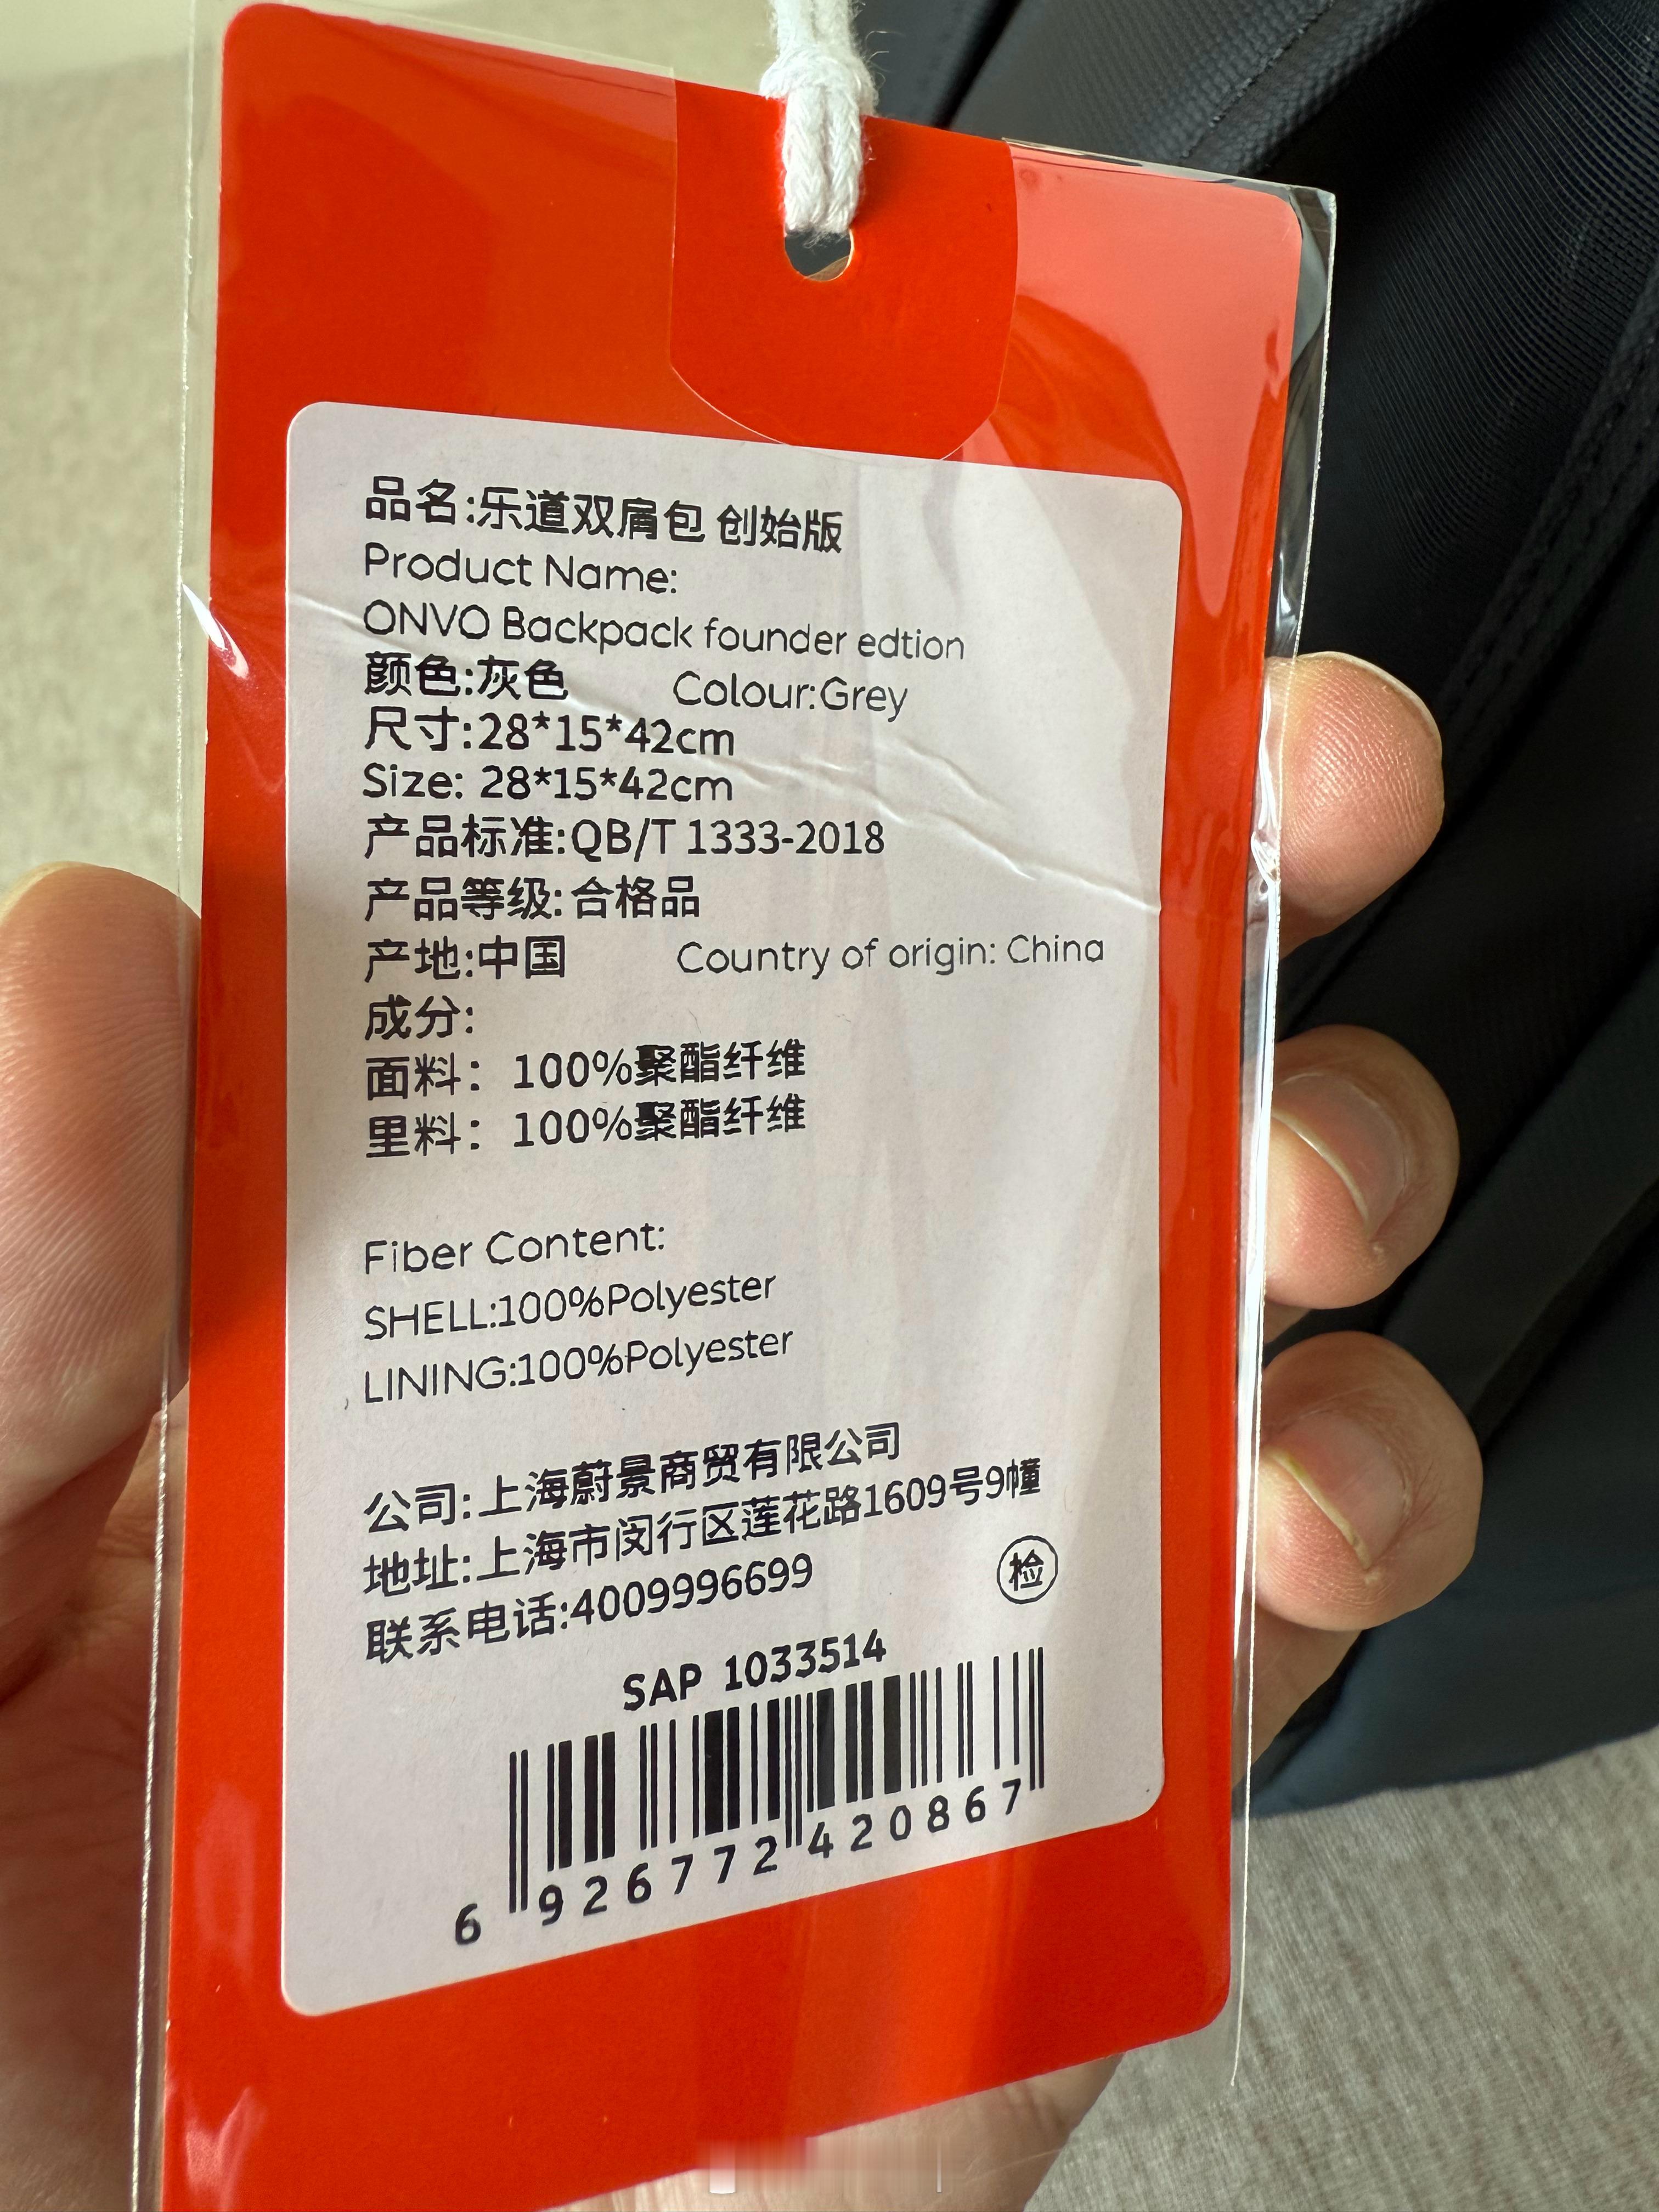 品名:乐道双肩包 创始版
Product Name:
ONVO Backpack founder edtion
颜色:灰色 Colour:Grey
尺寸:28*15*42cm
Size: 28*15*42cm
产品标准:QB/T 1333-2018
产品等级:合格品
产地:中国 Country of origin: China
成分:
面料: 100%聚酯纤维
里料: 100%聚酯纤维
Fiber Content:
SHELL:100%Polyester
LINING:100%Polyester
公司:上海蔚景商贸有限公司
地址:上海市闵行区莲花路1609号9幢
联系电话:4009996699
检
SAP 1033514
6 926772 420867